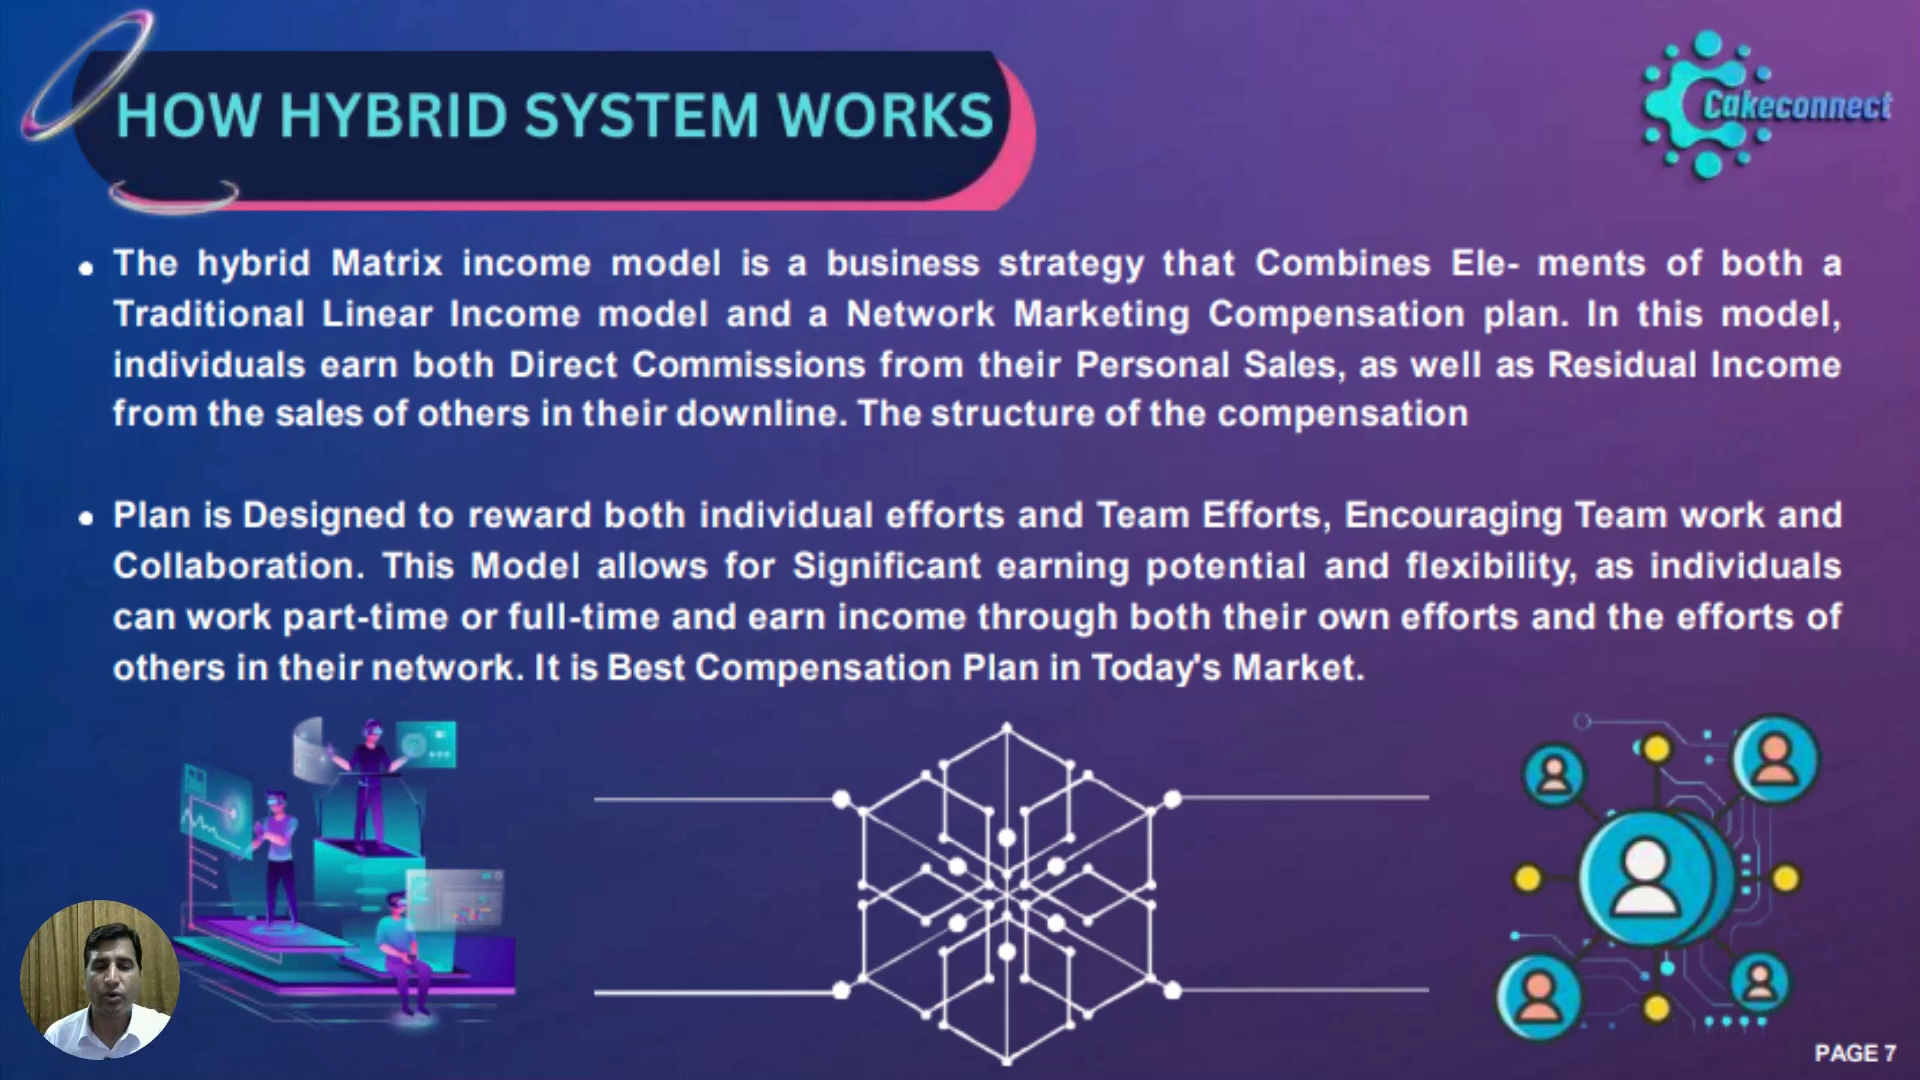 HOW HYBRID SYSTEM WORKS
Cakeconnect
The hybrid Matrix income model is a business strategy that Combines Ele- ments of both a
Traditional Linear Income model and a Network Marketing Compensation plan. In this model,
individuals earn both Direct Commissions from their Personal Sales, as well as Residual Income
from the sales of others in their downline. The structure of the compensation
Plan is Designed to reward both individual efforts and Team Efforts, Encouraging Team work and
Collaboration. This Model allows for Significant earning potential and flexibility, as individuals
can work part-time or full-time and earn income through both their own efforts and the efforts of
others in their network. It is Best Compensation Plan in Today's Market.
PAGE 7